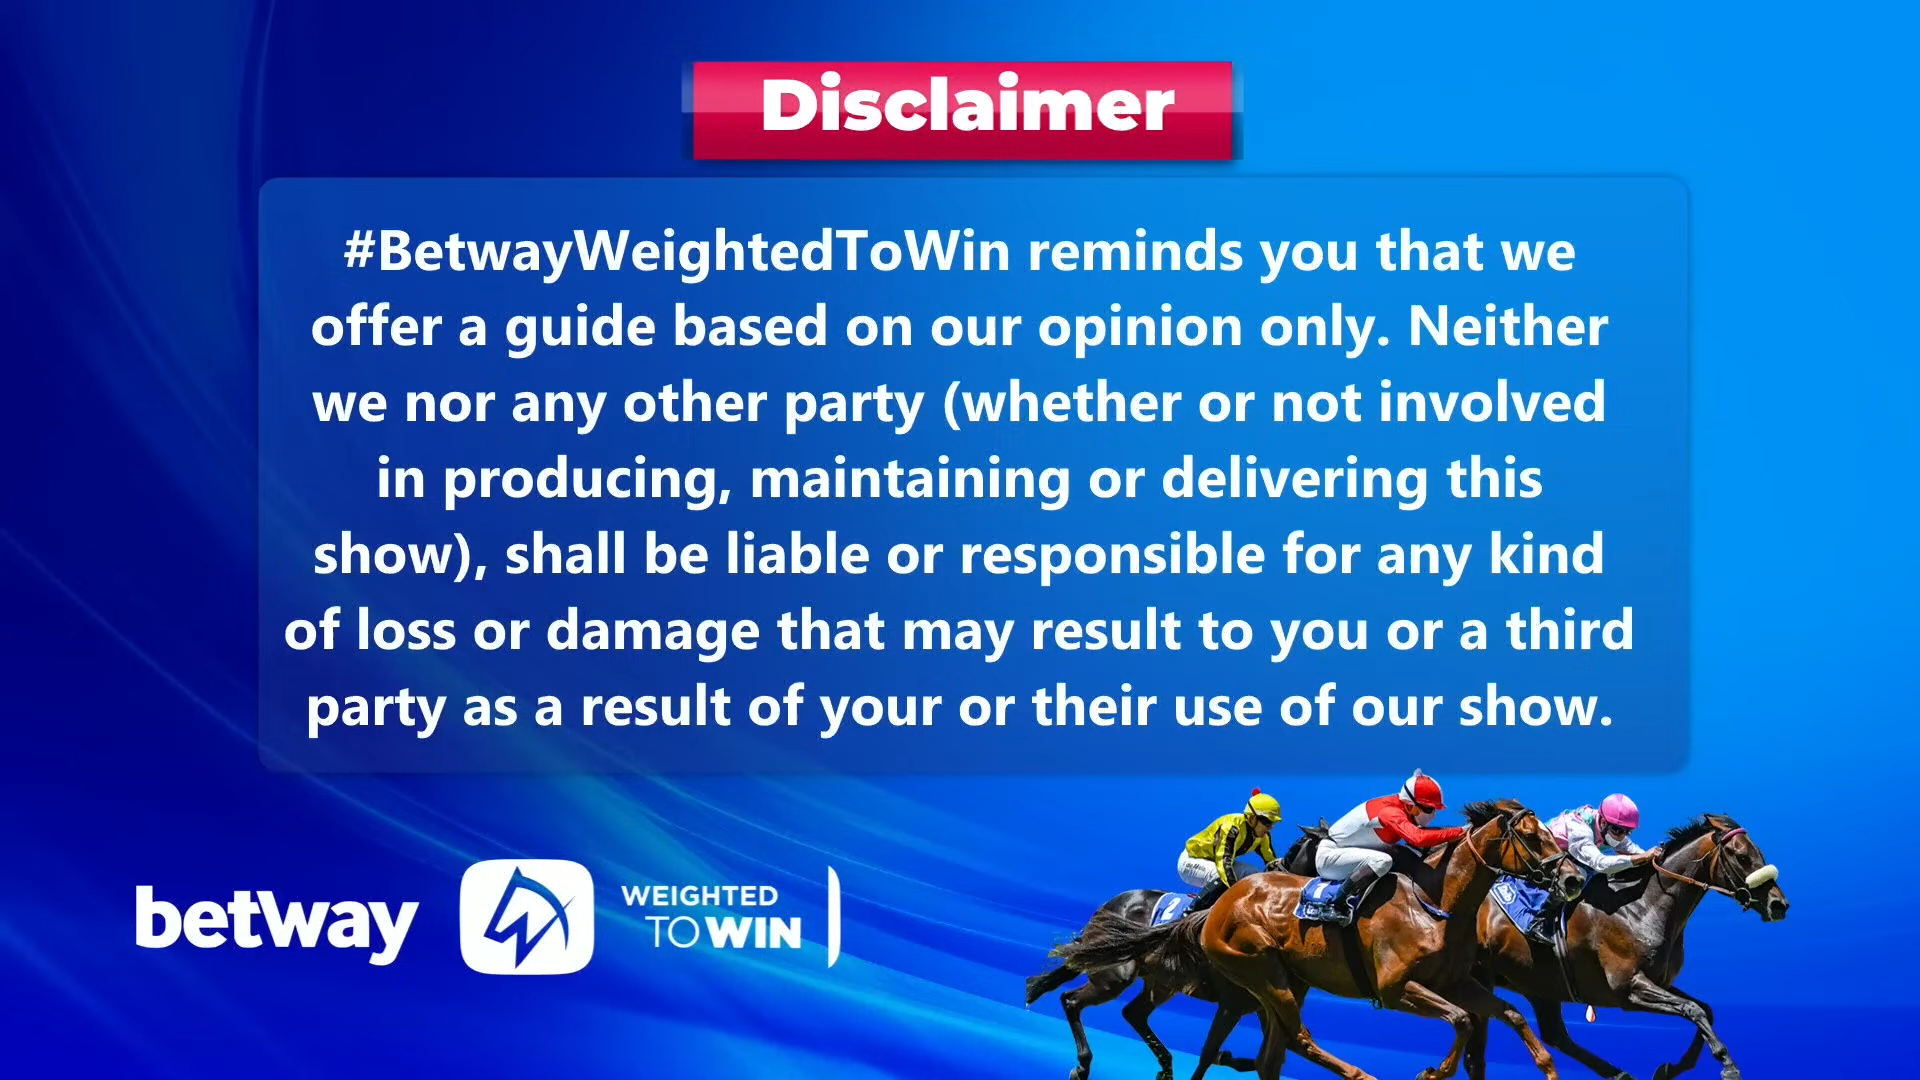 Disclaimer
#BetwayWeightedToWin reminds you that we
offer a guide based on our opinion only. Neither
we nor any other party (whether or not involved
in producing, maintaining or delivering this
show), shall be liable or responsible for any kind
of loss or damage that may result to you or a third
party as a result of your or their use of our show.
betway
WEIGHTED
TO WIN
2
1